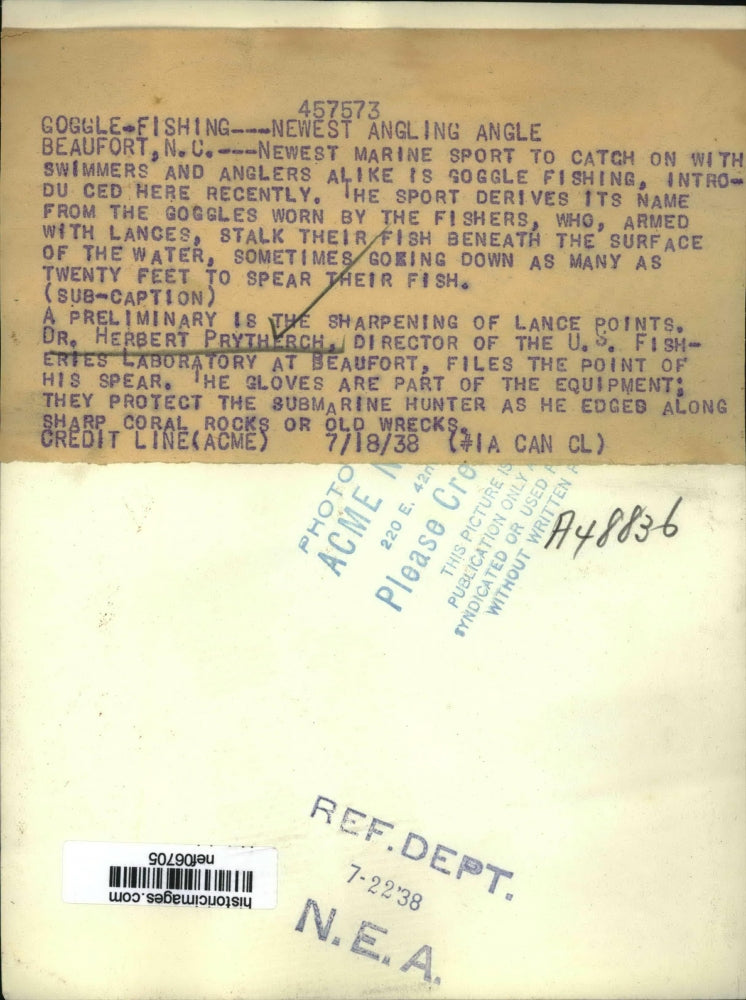 457573
GOGGLE-FISHING---NEWEST ANGLING ANGLE
BEAUFORT, N.C.---NEWEST MARINE SPORT TO CATCH ON WITH
SWIMMERS AND ANGLERS ALIKE IS GOGGLE FISHING, INTRO-
DU CED HERE RECENTLY. THE SPORT DERIVES ITS NAME
FROM THE GOGGLES WORN BY THE FISHERS, WHO, ARMED
WITH LANCES, STALK THEIR FISH BENEATH THE SURFACE
OF THE WATER, SOMETIMES GOEING DOWN AS MANY AS
TWENTY FEET TO SPEAR THEIR FISH.
(SUB-CAPTION)
A PRELIMINARY IS THE SHARPENING OF LANCE POINTS.
DR. HERBERT PRYTHERCH, DIRECTOR OF THE U.S. FISH-
ERIES LABORATORY AT BEAUFORT, FILES THE POINT OF
HIS SPEAR. THE GLOVES ARE PART OF THE EQUIPMENT;
THEY PROTECT THE SUBMARINE HUNTER AS HE EDGES ALONG
SHARP CORAL ROCKS OR OLD WRECKS.
CREDIT LINE(ACME) 7/18/38 (#1A CAN CL)
PHOTO
ACME N
220 E. 42n
Please Cre
THIS PICTURE IS
PUBLICATION ONLY
SYNDICATED OR USED F
WITHOUT WRITTEN P
A48836
REF. DEPT.
7-22'38
N.E.A.
historicimages.com
nef06705